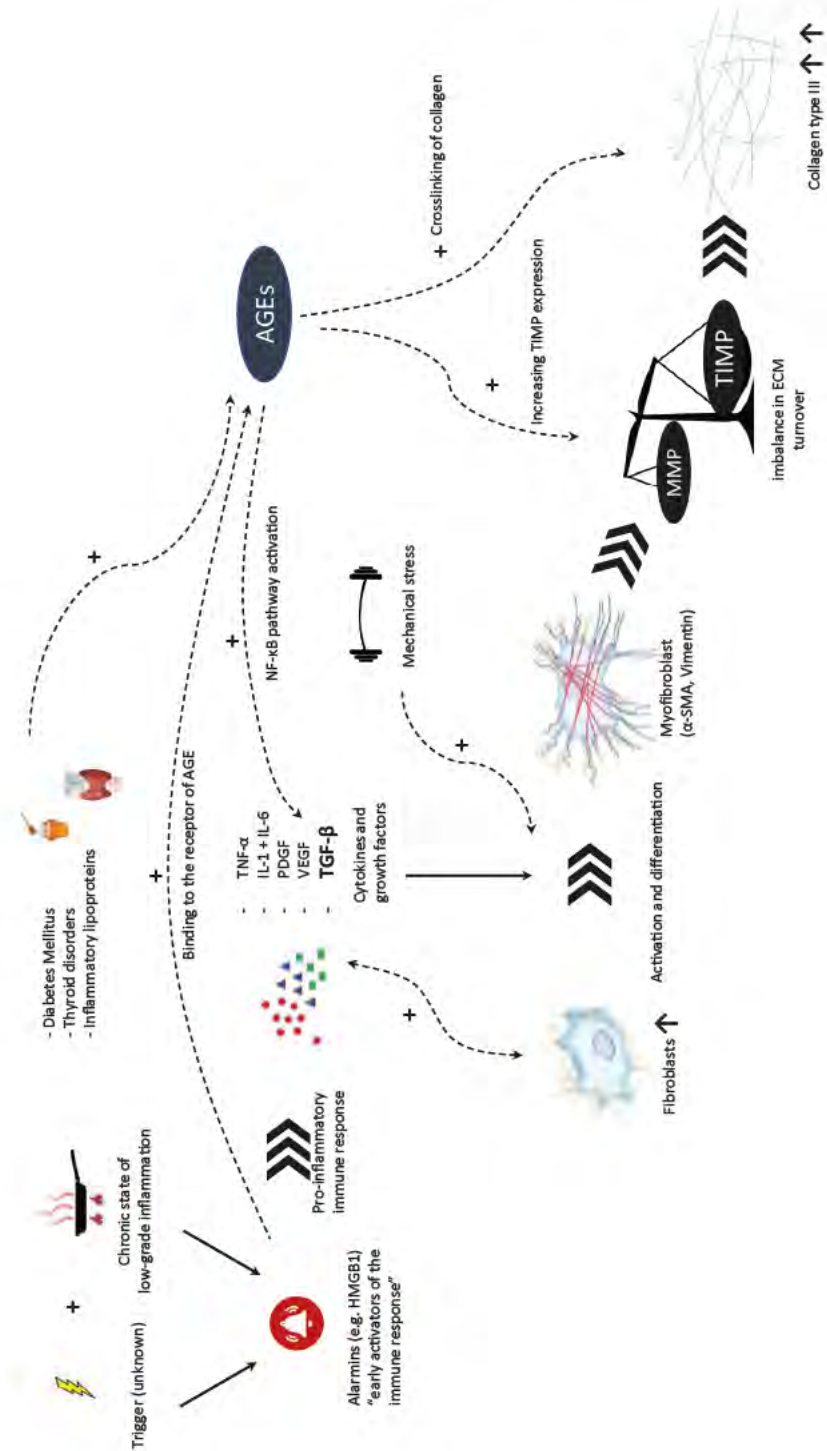 Trigger (unknown)
+
Chronic state of
low-grade inflammation
- Diabetes Mellitus
- Thyroid disorders
- Inflammatory lipoproteins
+
Alarmins (e.g. HMGB1)
“early activators of the
immune response”
+
Binding to the receptor of AGE
AGEs
Pro-inflammatory
immune response
- TNF-α
- IL-1 + IL-6
- PDGF
- VEGF
- TGF-β
Cytokines and
growth factors
+
NF-κB pathway activation
Mechanical stress
+
+
+
Increasing TIMP expression
+ Crosslinking of collagen
Fibroblasts ↑
Activation and differentiation
Myofibroblast
(α-SMA, Vimentin)
MMP
TIMP
imbalance in ECM
turnover
Collagen type III ↑ ↑ ↑